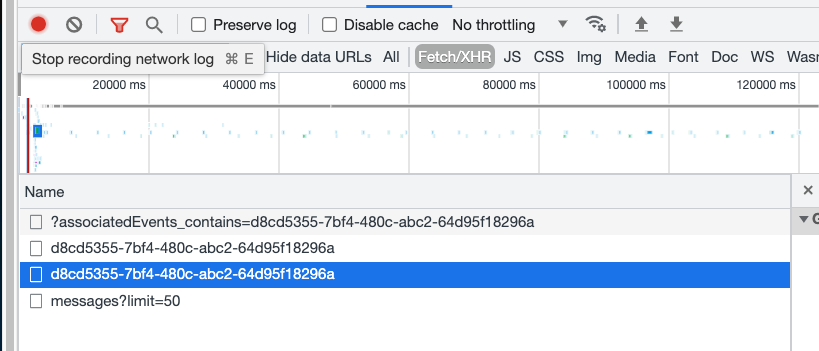 Preserve log Disable cache No throttling
Stop recording network log ⌘ E Hide data URLs All Fetch/XHR JS CSS Img Media Font Doc WS
20000 ms 40000 ms 60000 ms 80000 ms 100000 ms 120000 ms
Name
?associatedEvents_contains=d8cd5355-7bf4-480c-abc2-64d95f18296a
d8cd5355-7bf4-480c-abc2-64d95f18296a
d8cd5355-7bf4-480c-abc2-64d95f18296a
messages?limit=50